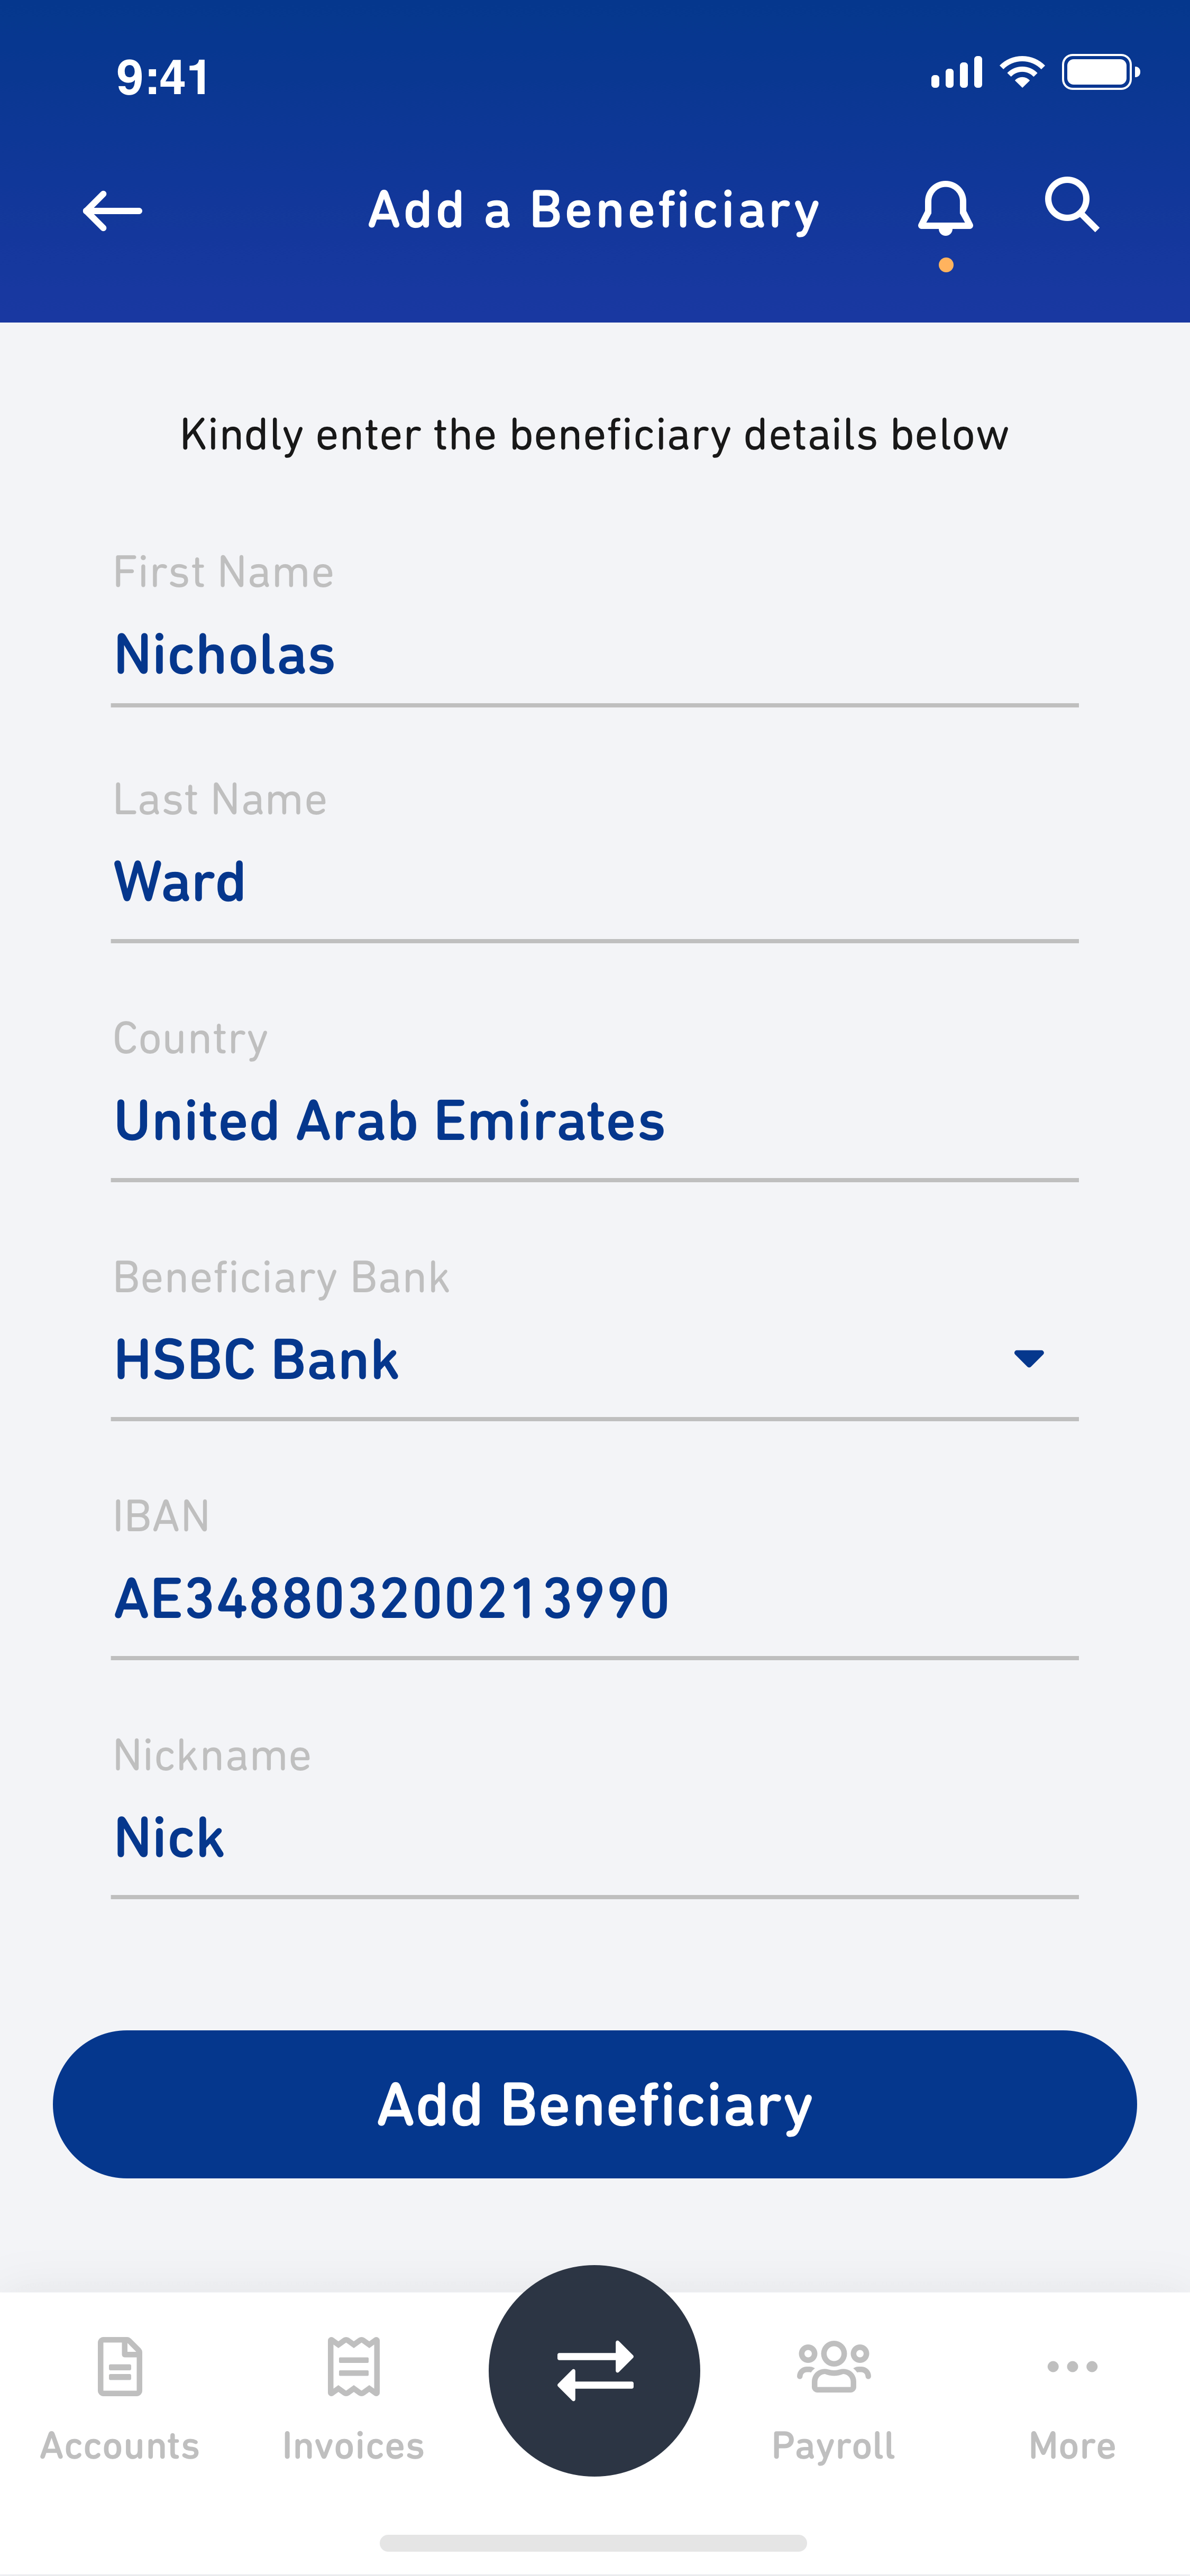 9:41
Add a Beneficiary
Kindly enter the beneficiary details below
First Name
Nicholas
Last Name
Ward
Country
United Arab Emirates
Beneficiary Bank
HSBC Bank
IBAN
AE348803200213990
Nickname
Nick
Add Beneficiary
Accounts
Invoices
Payroll
More